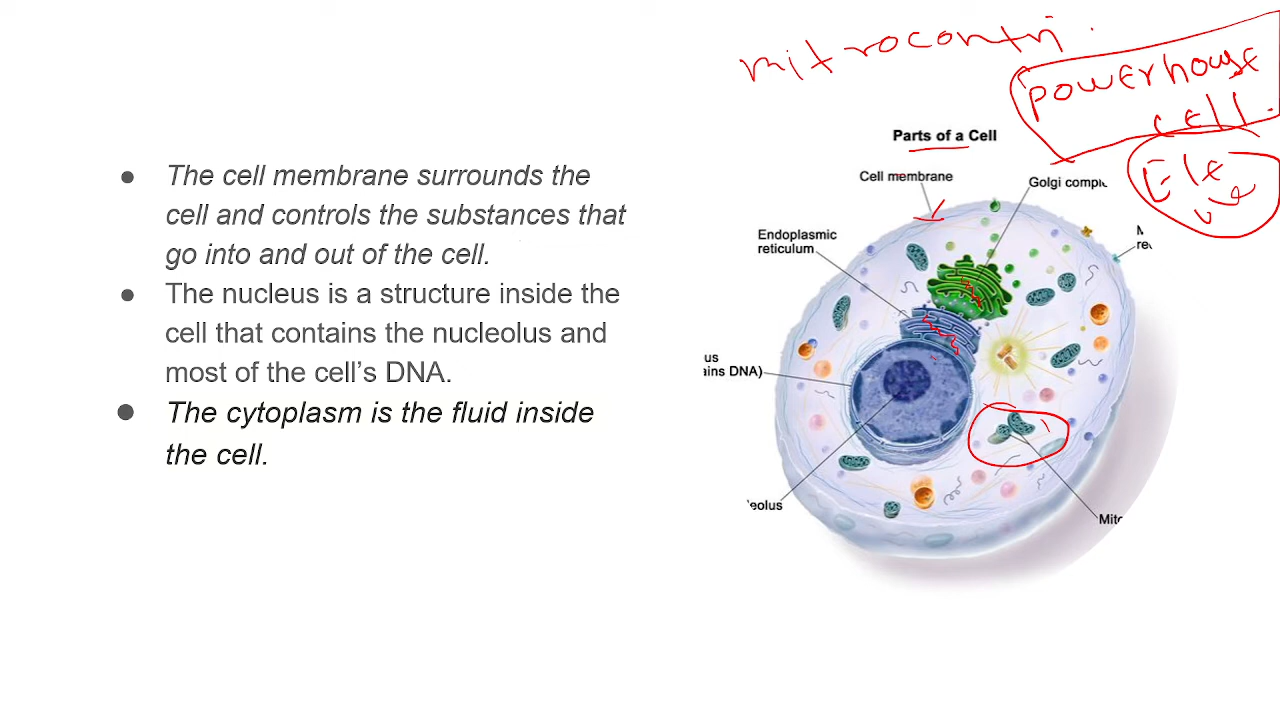 mitrocontri.
powerhouse
cell.
Parts of a Cell
Cell membrane
Golgi comple
Endoplasmic
reticulum
M
re
● The cell membrane surrounds the
cell and controls the substances that
go into and out of the cell.
● The nucleus is a structure inside the
cell that contains the nucleolus and
most of the cell's DNA.
● The cytoplasm is the fluid inside
the cell.
us
ains DNA)
eolus
Mito